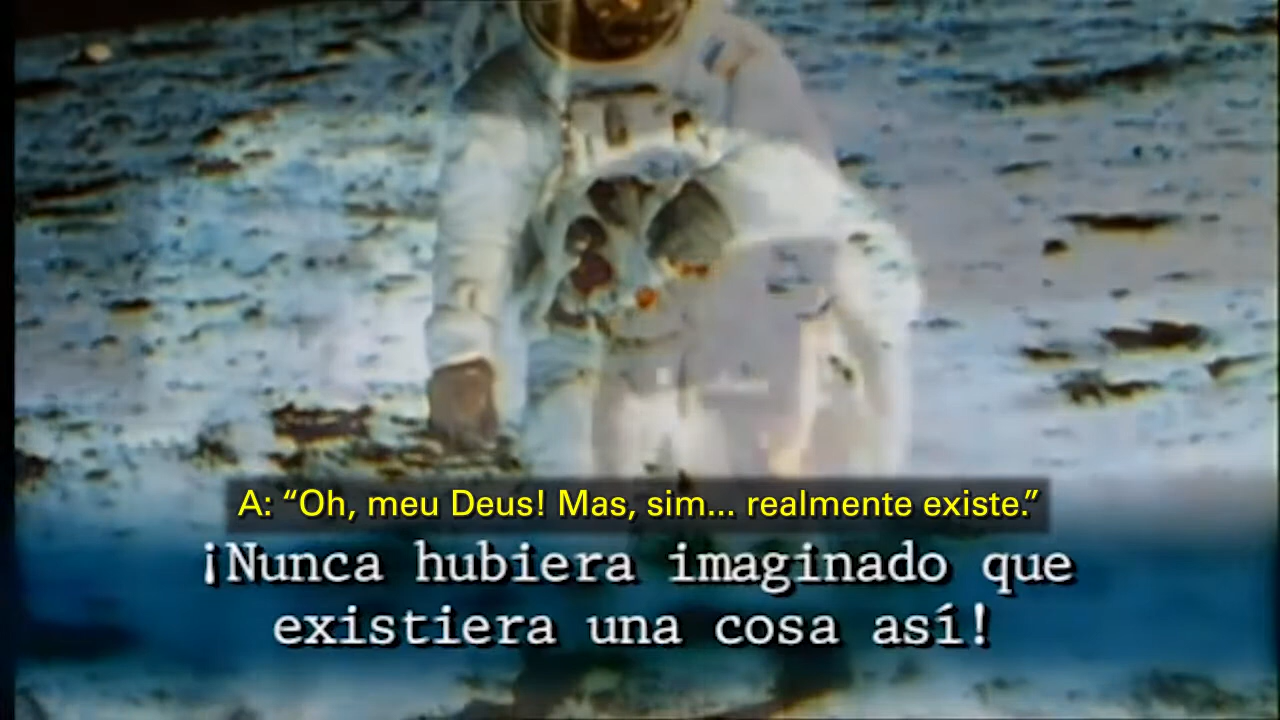 A: “Oh, meu Deus! Mas, sim... realmente existe.”
¡Nunca hubiera imaginado que
existiera una cosa así!